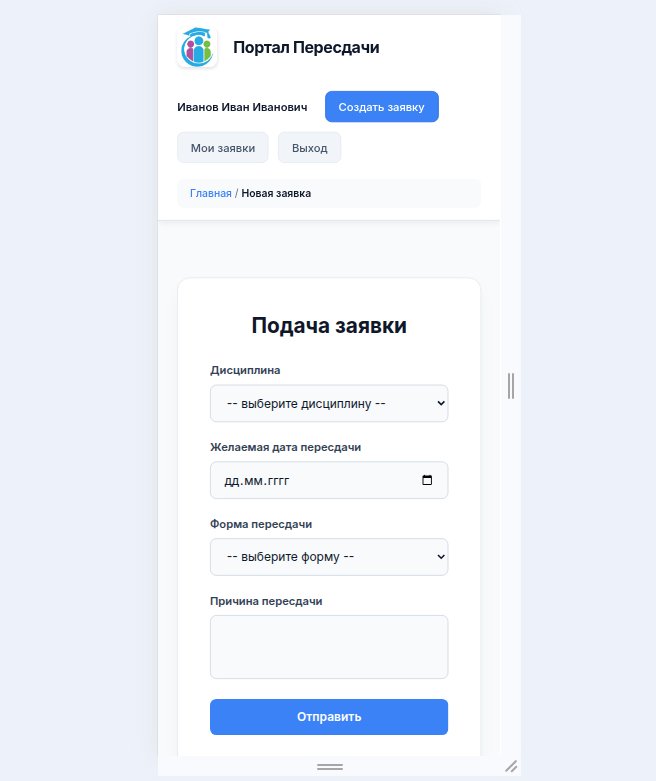 Портал Пересдачи
Иванов Иван Иванович
Создать заявку
Мои заявки
Выход
Главная / Новая заявка
Подача заявки
Дисциплина
-- выберите дисциплину --
Желаемая дата пересдачи
дд.мм.гггг
Форма пересдачи
-- выберите форму --
Причина пересдачи
Отправить